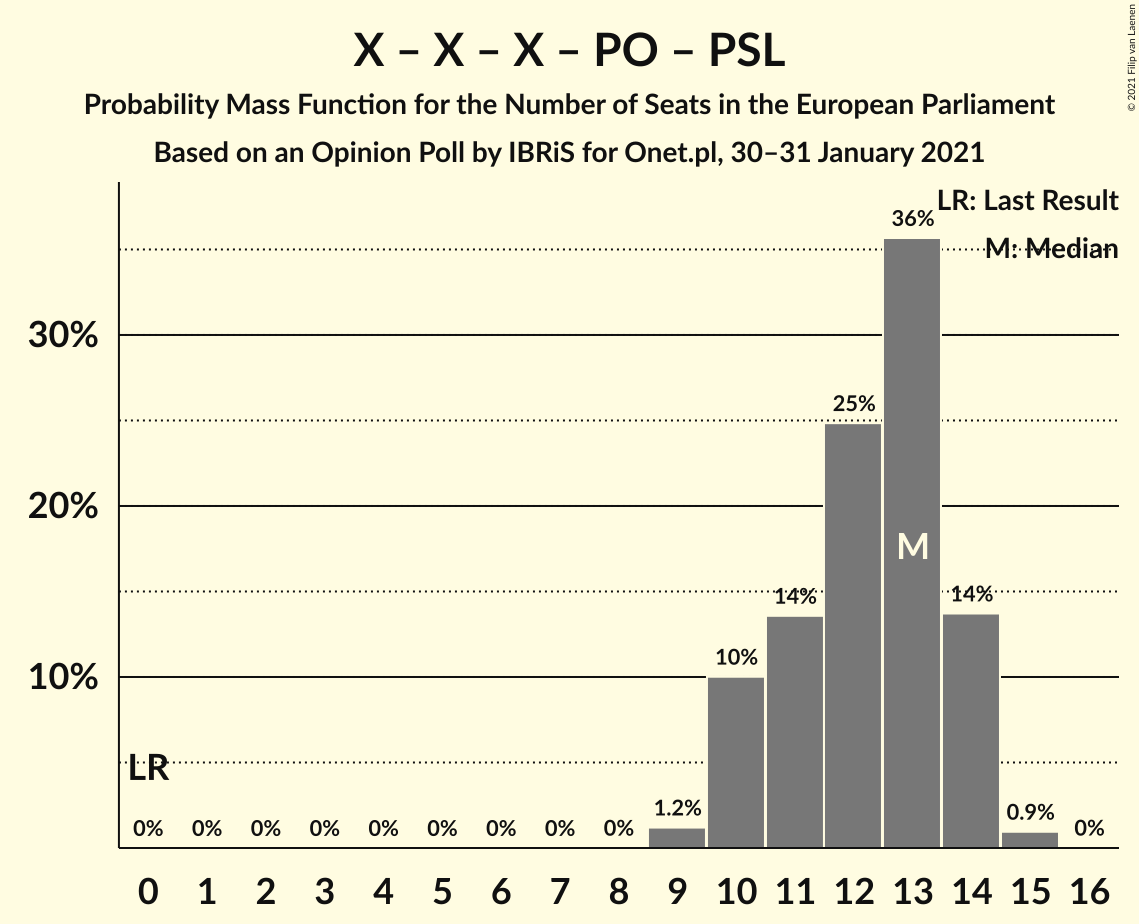 X – X – X – PO – PSL
Probability Mass Function for the Number of Seats in the European Parliament
Based on an Opinion Poll by IBRiS for Onet.pl, 30–31 January 2021
© 2021 Filip van Laenen
LR: Last Result
M: Median
36%
30%
25%
20%
M
14%
14%
10%
10%
LR
1.2%
0.9%
0% 0% 0% 0% 0% 0% 0% 0% 0% 0%
0 1 2 3 4 5 6 7 8 9 10 11 12 13 14 15 16